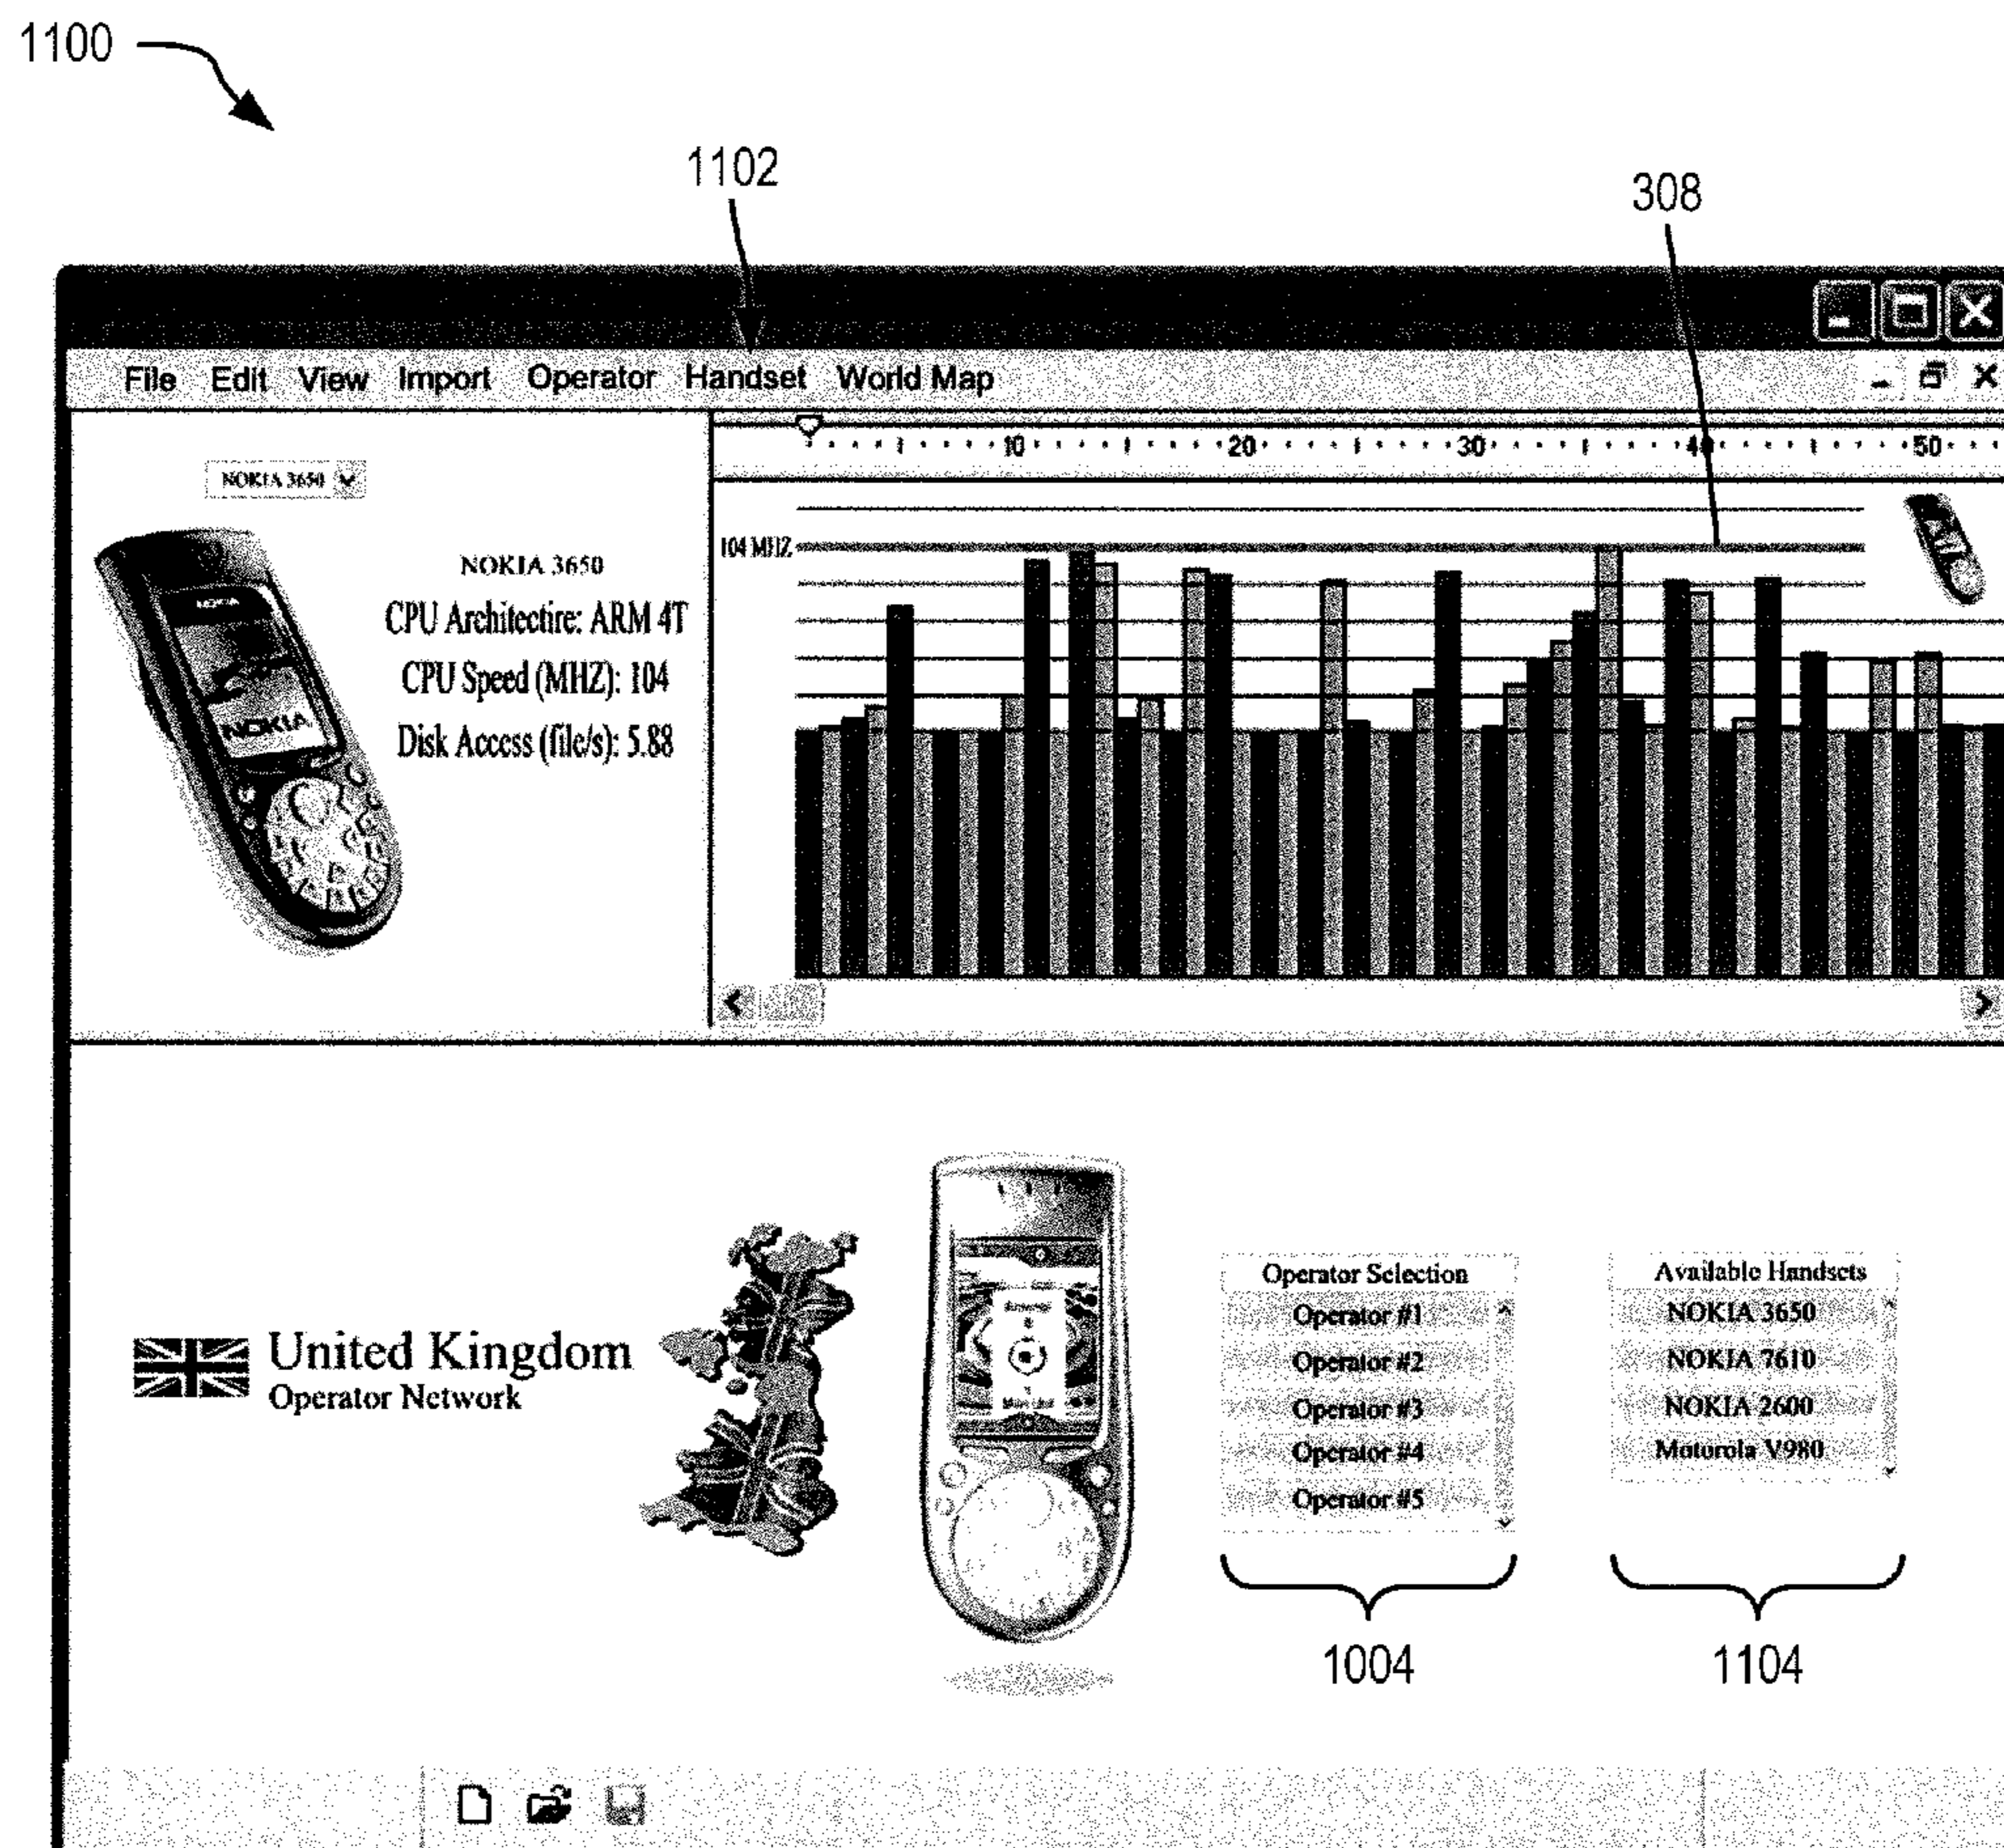 1100
1102
308
File Edit View Import Operator Handset World Map
10 20 30 40 50
NOKIA 3650
104 MHZ
NOKIA 3650
CPU Architectire: ARM 4T
CPU Speed (MHZ): 104
Disk Access (file/s): 5.88
NOKIA
NOKIA
United Kingdom
Operator Network
Operator Selection
Operator #1
Operator #2
Operator #3
Operator #4
Operator #5
Available Handsets
NOKIA 3650
NOKIA 7610
NOKIA 2600
Motorola V980
1004
1104